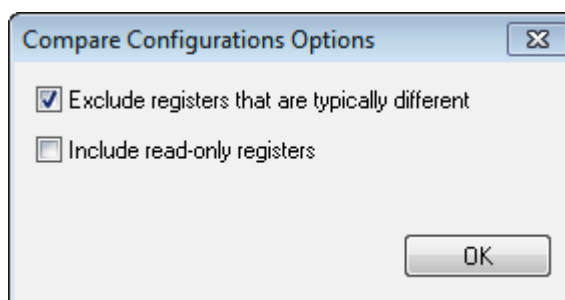 Compare Configurations Options
Exclude registers that are typically different
Include read-only registers
OK